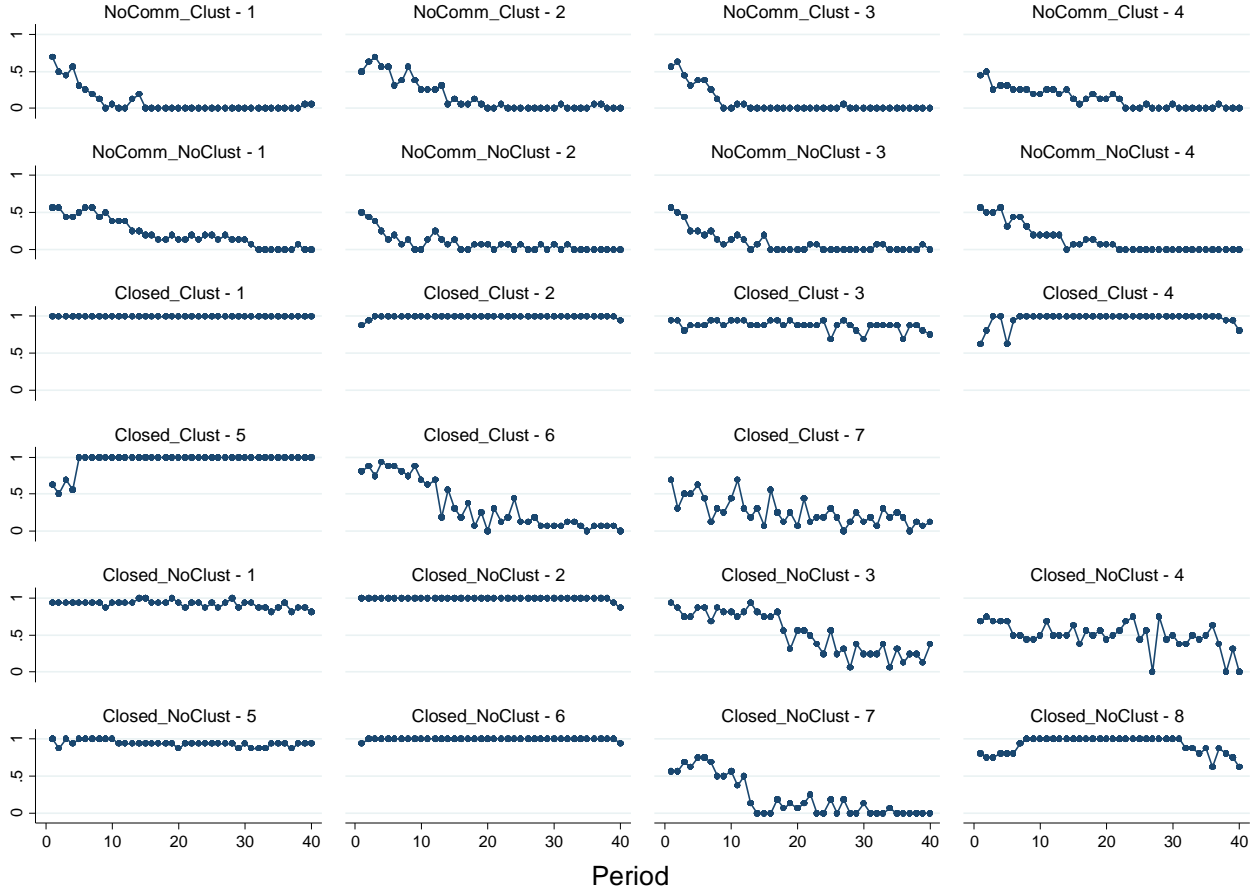 NoComm_Clust - 1 NoComm_Clust - 2 NoComm_Clust - 3 NoComm_Clust - 4
1
.5
0
NoComm_NoClust - 1 NoComm_NoClust - 2 NoComm_NoClust - 3 NoComm_NoClust - 4
1
.5
0
Closed_Clust - 1 Closed_Clust - 2 Closed_Clust - 3 Closed_Clust - 4
1
.5
0
Closed_Clust - 5 Closed_Clust - 6 Closed_Clust - 7
1
.5
0
Closed_NoClust - 1 Closed_NoClust - 2 Closed_NoClust - 3 Closed_NoClust - 4
1
.5
0
Closed_NoClust - 5 Closed_NoClust - 6 Closed_NoClust - 7 Closed_NoClust - 8
1
.5
0
0 10 20 30 40 0 10 20 30 40 0 10 20 30 40 0 10 20 30 40
Period